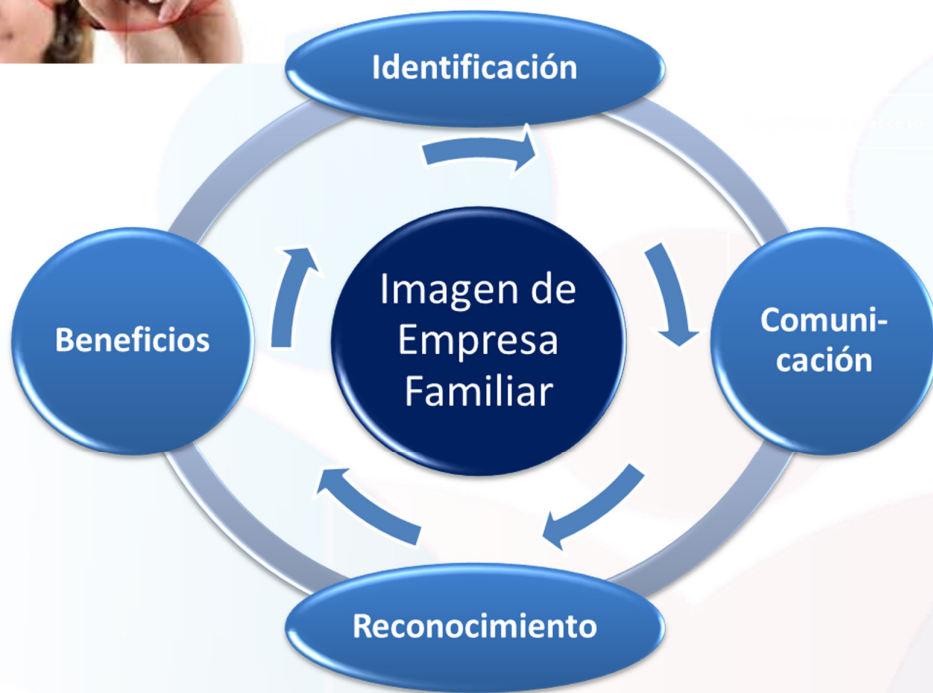 Identificación
Beneficios
Imagen de
Empresa
Familiar
Comuni-
cación
Reconocimiento